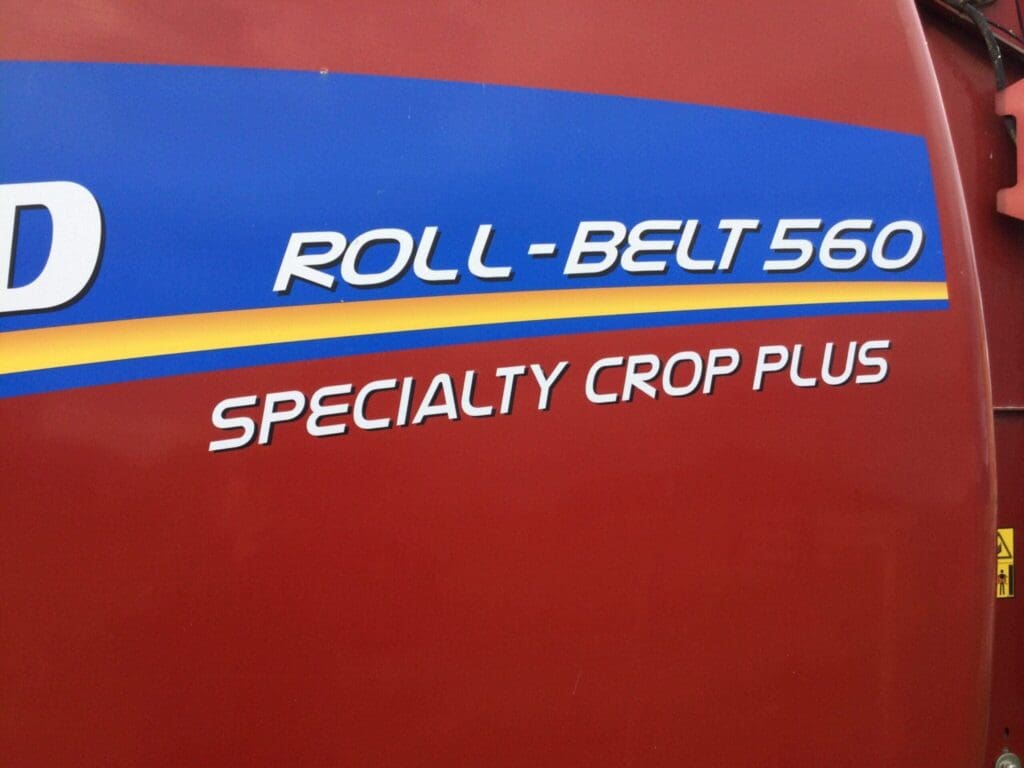 D
ROLL-BELT 560
SPECIALTY CROP PLUS